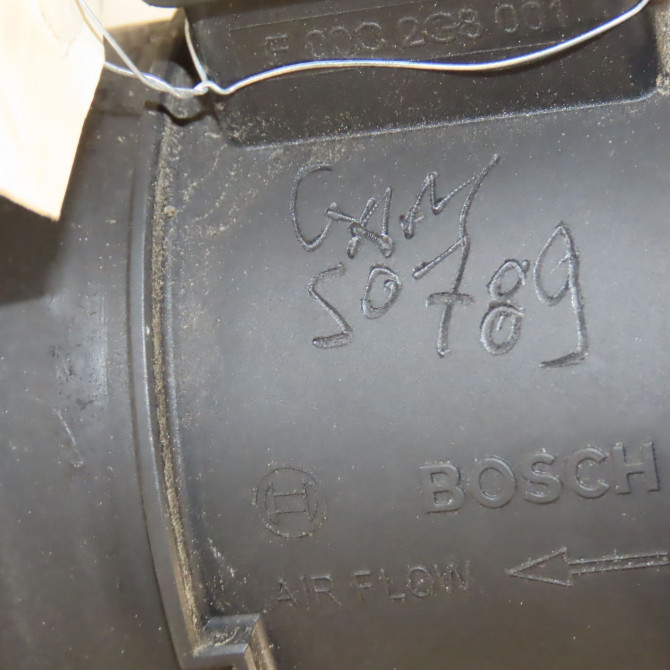 F 00C 2G8 001
50789
BOSCH
AIR FLOW